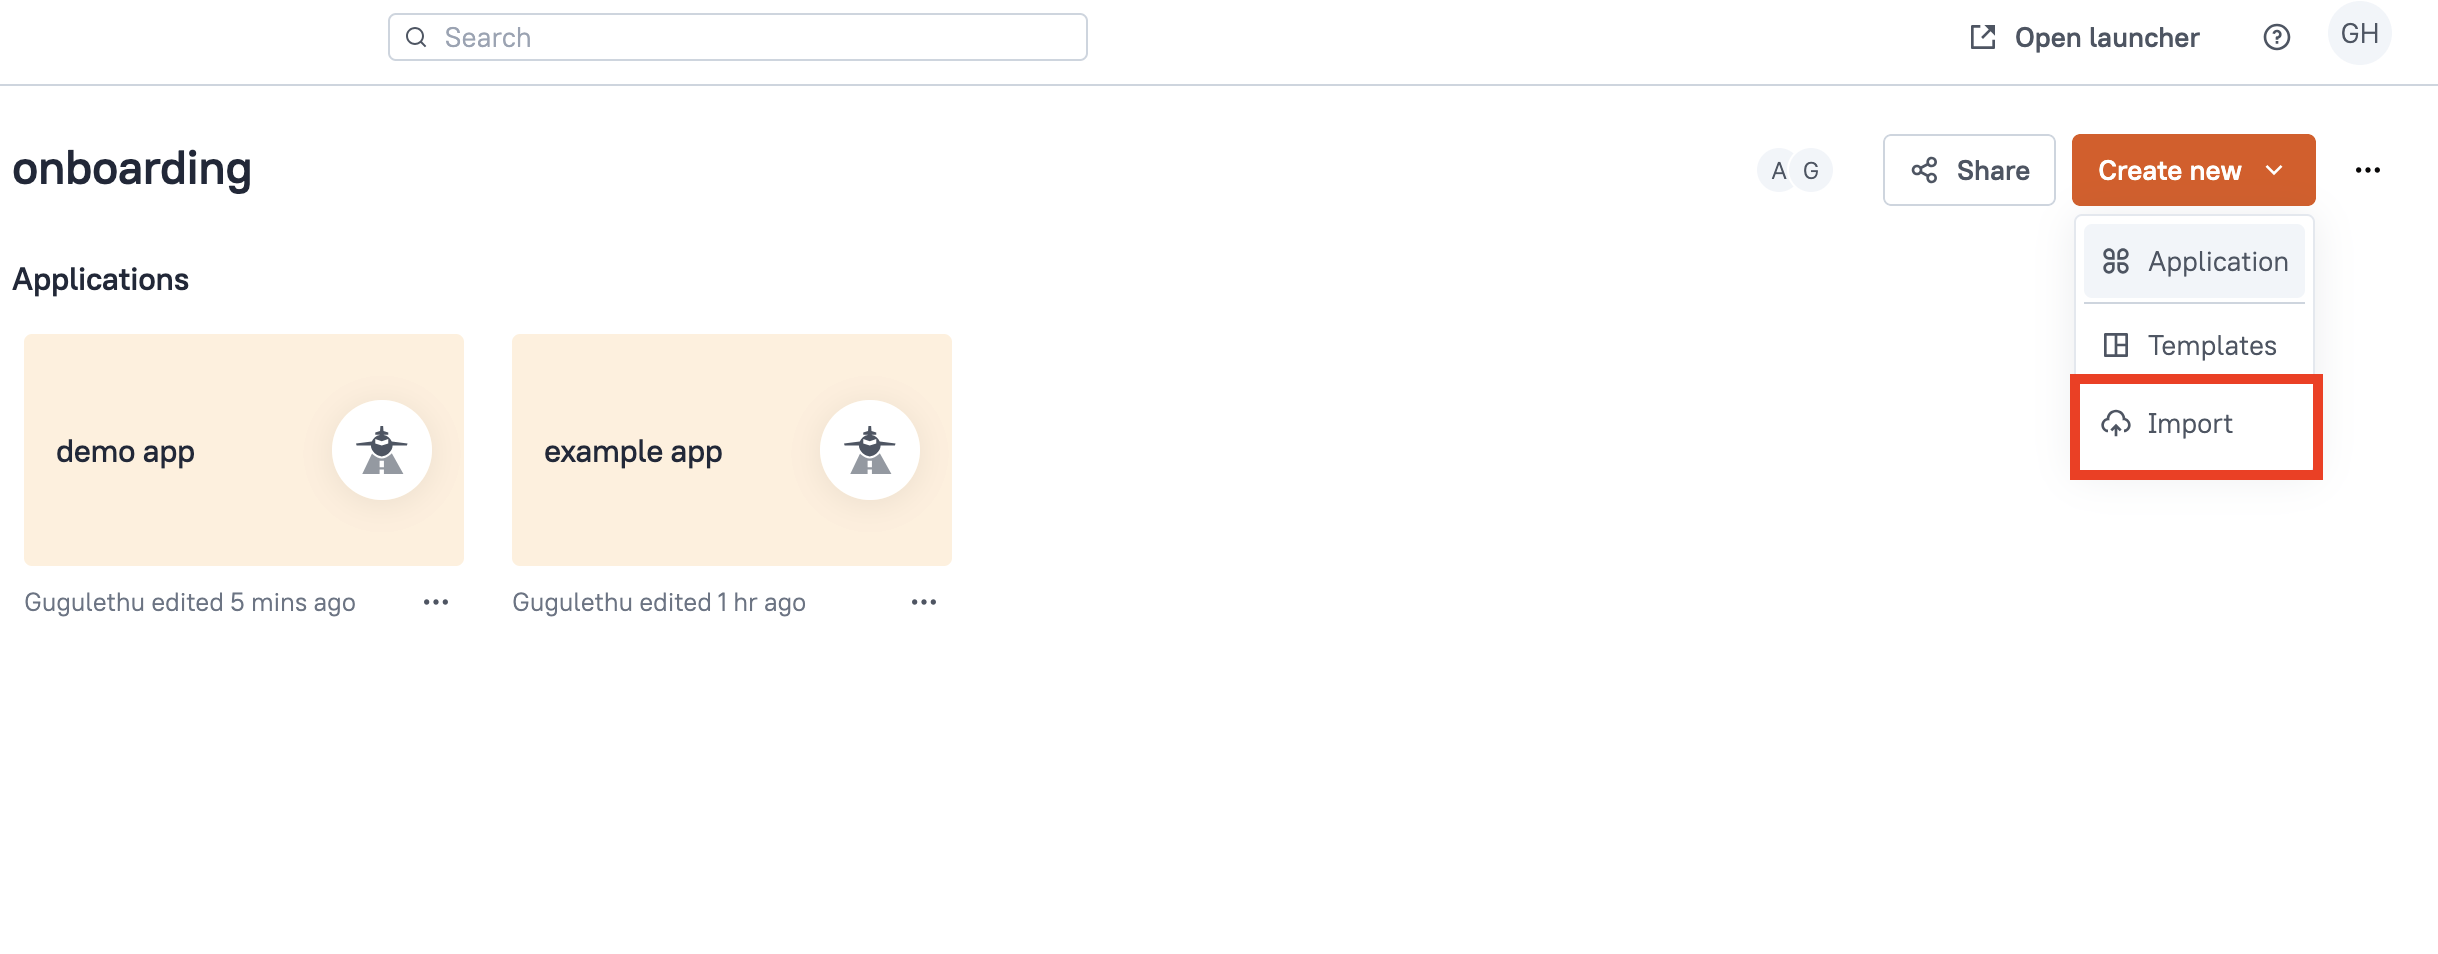 Search
Open launcher
GH
onboarding
A G
Share
Create new
Application
Applications
Templates
Import
demo app
example app
Gugulethu edited 5 mins ago
Gugulethu edited 1 hr ago